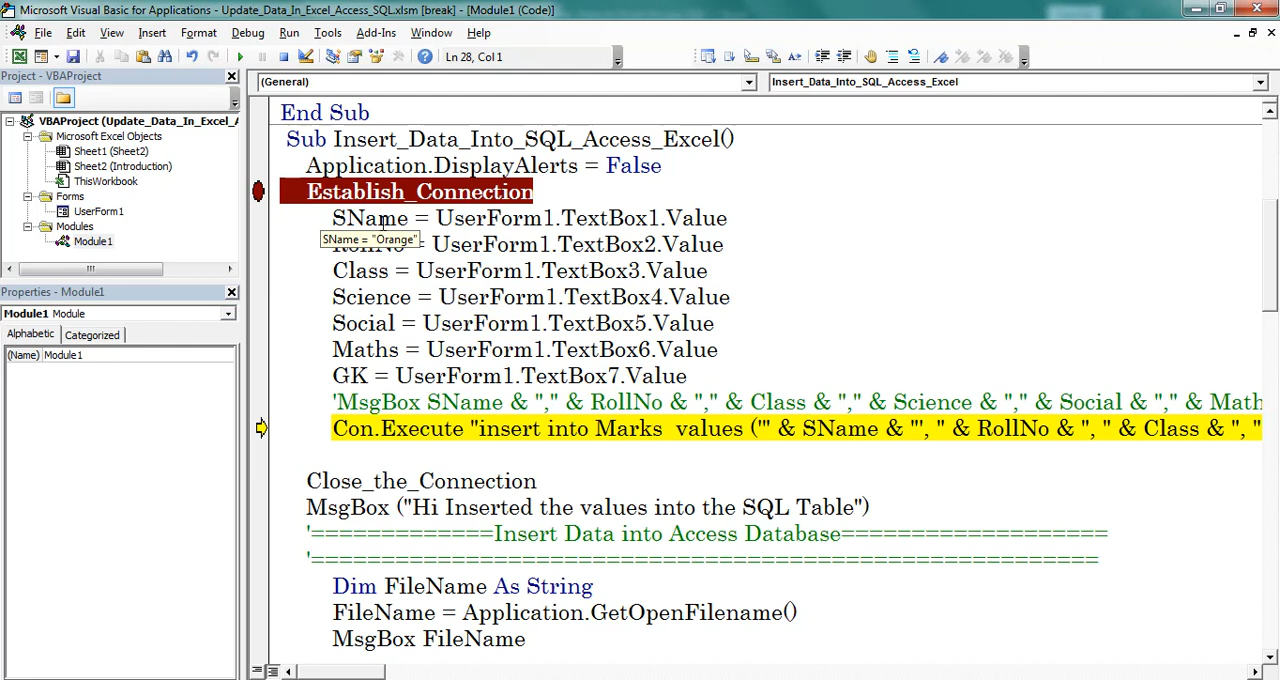 Microsoft Visual Basic for Applications - Update_Data_In_Excel_Access_SQL.xlsm [break] - [Module1 (Code)]
File Edit View Insert Format Debug Run Tools Add-Ins Window Help
Ln 28, Col 1
Project - VBAProject
(General)
Insert_Data_Into_SQL_Access_Excel
VBAProject (Update_Data_In_Excel_A
Microsoft Excel Objects
Sheet1 (Sheet2)
Sheet2 (Introduction)
ThisWorkbook
Forms
UserForm1
Modules
Module1
Properties - Module1
Module1 Module
Alphabetic Categorized
(Name) Module1
End Sub
Sub Insert_Data_Into_SQL_Access_Excel()
Application.DisplayAlerts = False
Establish_Connection
SName = UserForm1.TextBox1.Value
SName = "Orange"
= UserForm1.TextBox2.Value
Class = UserForm1.TextBox3.Value
Science = UserForm1.TextBox4.Value
Social = UserForm1.TextBox5.Value
Maths = UserForm1.TextBox6.Value
GK = UserForm1.TextBox7.Value
'MsgBox SName & "," & RollNo & "," & Class & "," & Science & "," & Social & "," & Math
Con.Execute "insert into Marks  values ('" & SName & "', " & RollNo & ", " & Class & ", "
Close_the_Connection
MsgBox ("Hi Inserted the values into the SQL Table")
'=============Insert Data into Access Database===================
'========================================================
Dim FileName As String
FileName = Application.GetOpenFilename()
MsgBox FileName